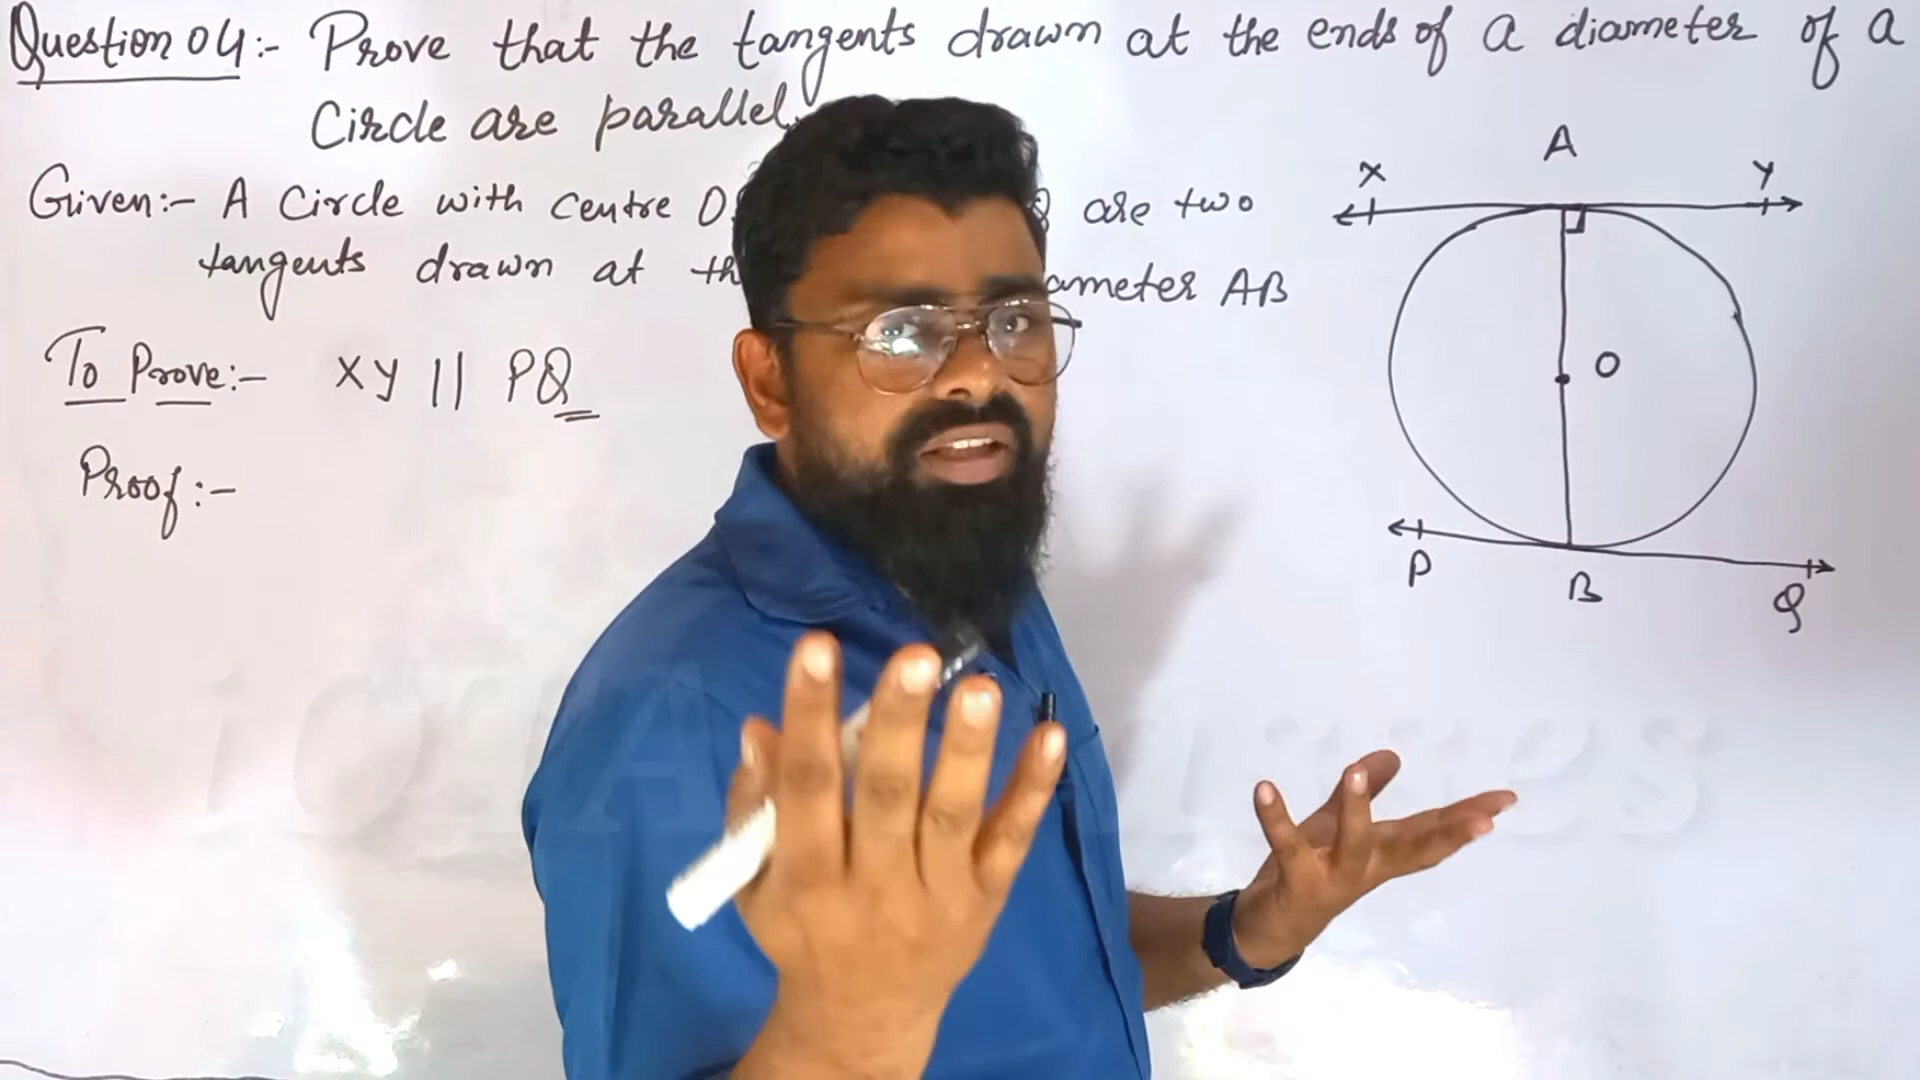 Question 04:- Prove that the tangents drawn at the ends of a diameter of a
Circle are parallel.
Given:- A Circle with centre O. are two
tangents drawn at ameter AB
To Prove:- XY || PQ
Proof:-
A
X Y
O
P B Q